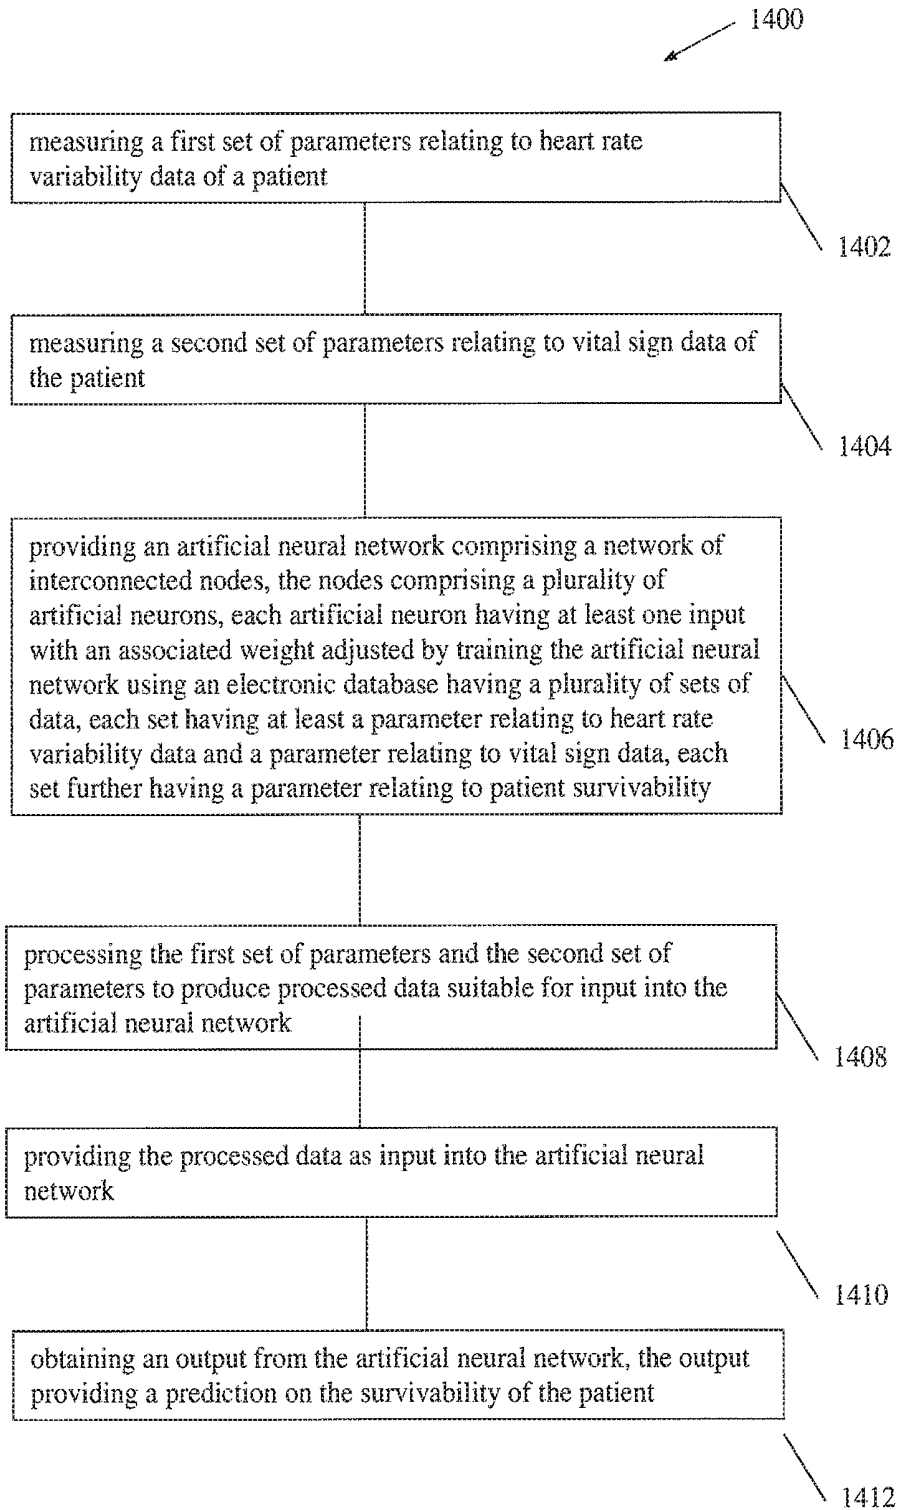 1400
measuring a first set of parameters relating to heart rate
variability data of a patient
1402
measuring a second set of parameters relating to vital sign data of
the patient
1404
providing an artificial neural network comprising a network of
interconnected nodes, the nodes comprising a plurality of
artificial neurons, each artificial neuron having at least one input
with an associated weight adjusted by training the artificial neural
network using an electronic database having a plurality of sets of
data, each set having at least a parameter relating to heart rate
variability data and a parameter relating to vital sign data, each
set further having a parameter relating to patient survivability
1406
processing the first set of parameters and the second set of
parameters to produce processed data suitable for input into the
artificial neural network
1408
providing the processed data as input into the artificial neural
network
1410
obtaining an output from the artificial neural network, the output
providing a prediction on the survivability of the patient
1412